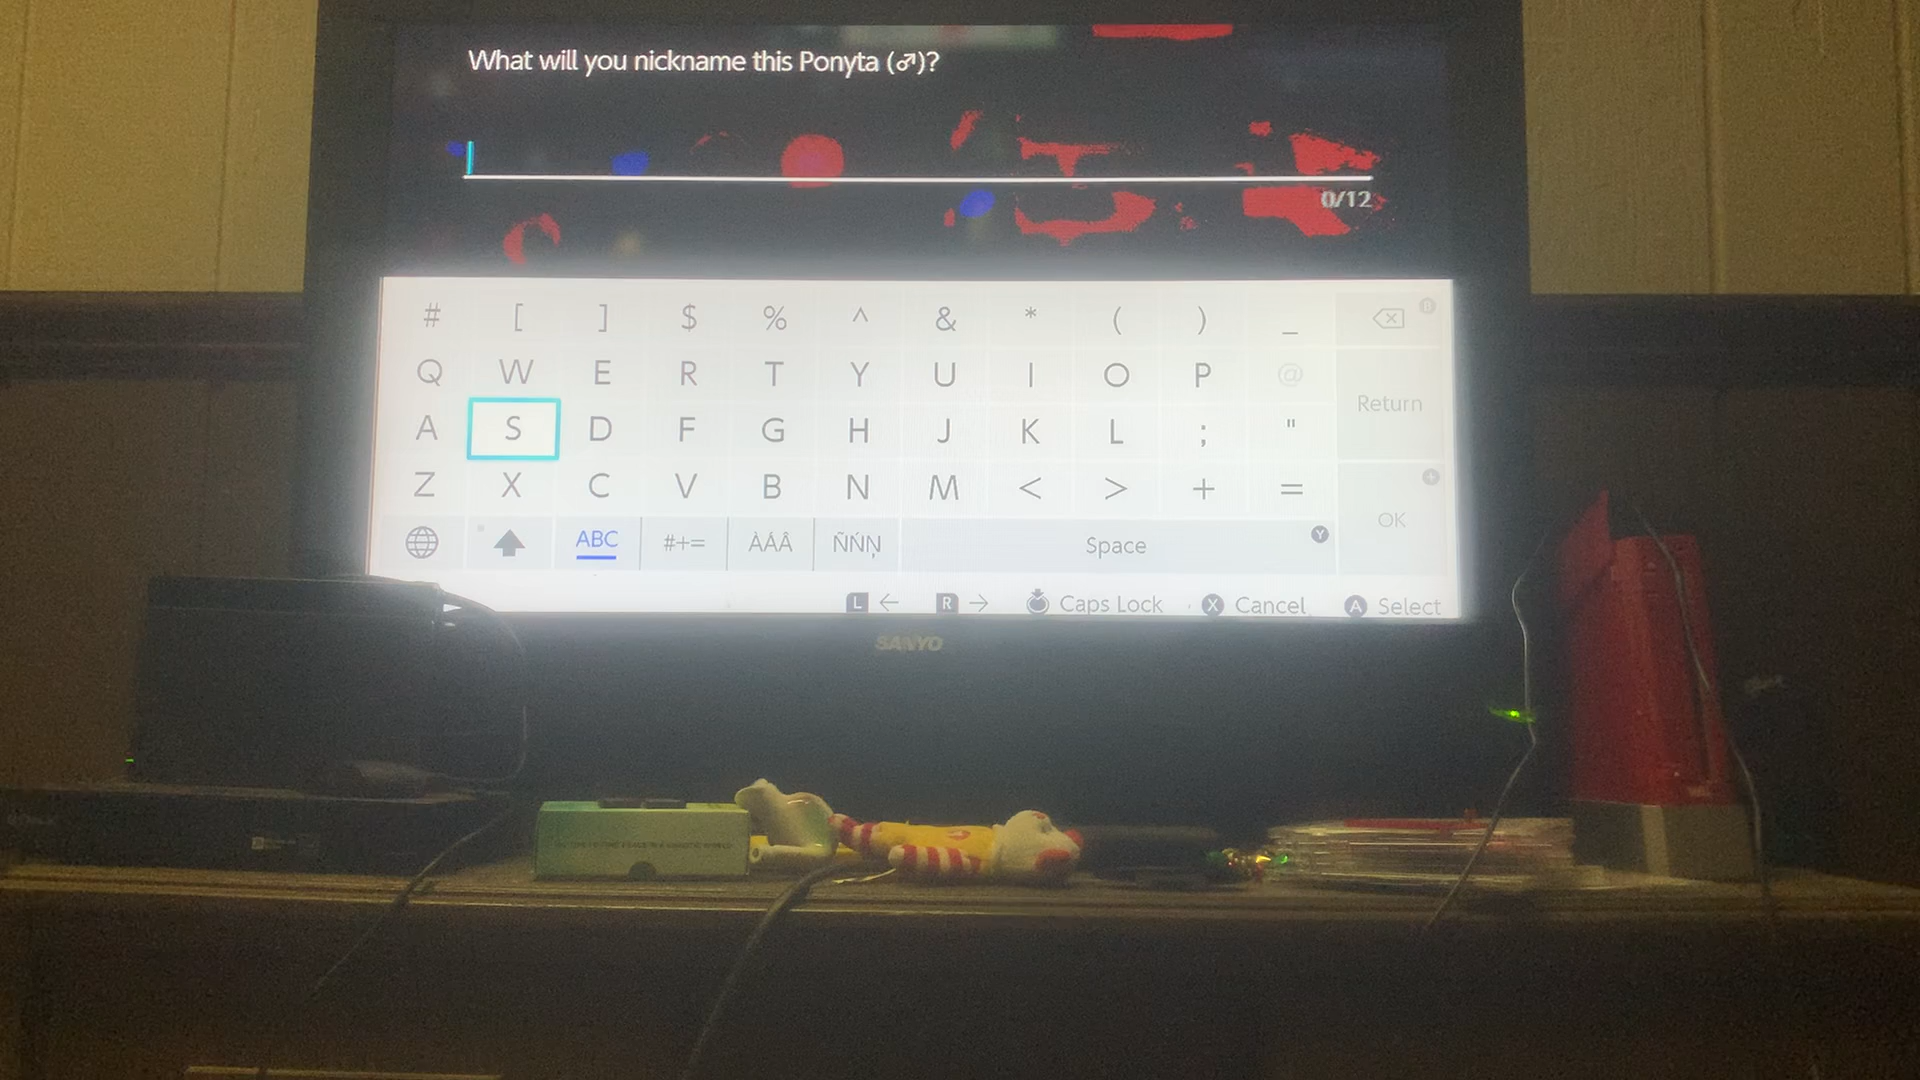 What will you nickname this Ponyta (♂)?
0/12
# [ ] $ % ^ & * ( ) _
Q W E R T Y U I O P @
Return
A S D F G H J K L ; "
Z X C V B N M < > + =
OK
ABC #+= ÀÁÂ ÑŃŅ Space Y
L ← R → Caps Lock X Cancel A Select
SANYO